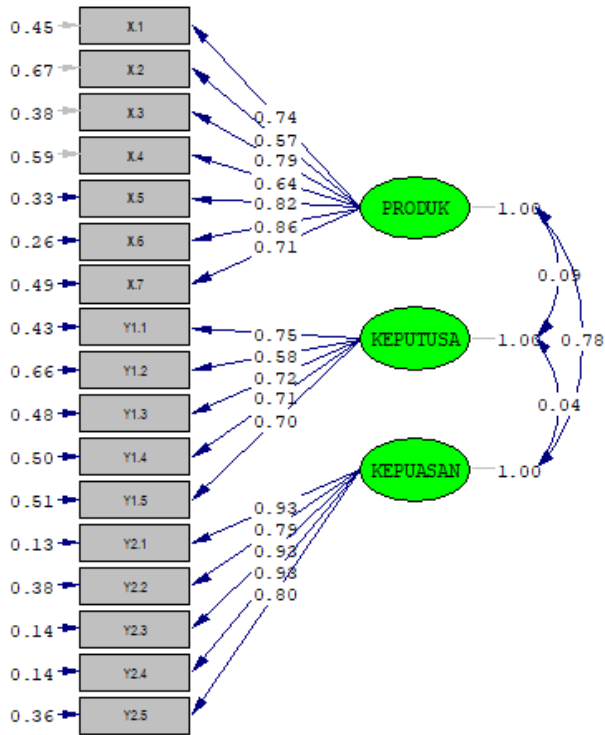 0.45 X.1
0.67 X.2
0.38 X.3
0.74
0.59 X.4
0.57
0.79
0.64
0.33 X.5
0.82
PRODUK 1.00
0.26 X.6
0.86
0.71
0.49 X.7
0.09
0.43 Y1.1
0.75
KEPUTUSA 1.00
0.78
0.66 Y1.2
0.58
0.72
0.48 Y1.3
0.71
0.04
0.70
0.50 Y1.4
KEPUASAN 1.00
0.51 Y1.5
0.93
0.13 Y2.1
0.79
0.93
0.38 Y2.2
0.93
0.80
0.14 Y2.3
0.14 Y2.4
0.36 Y2.5